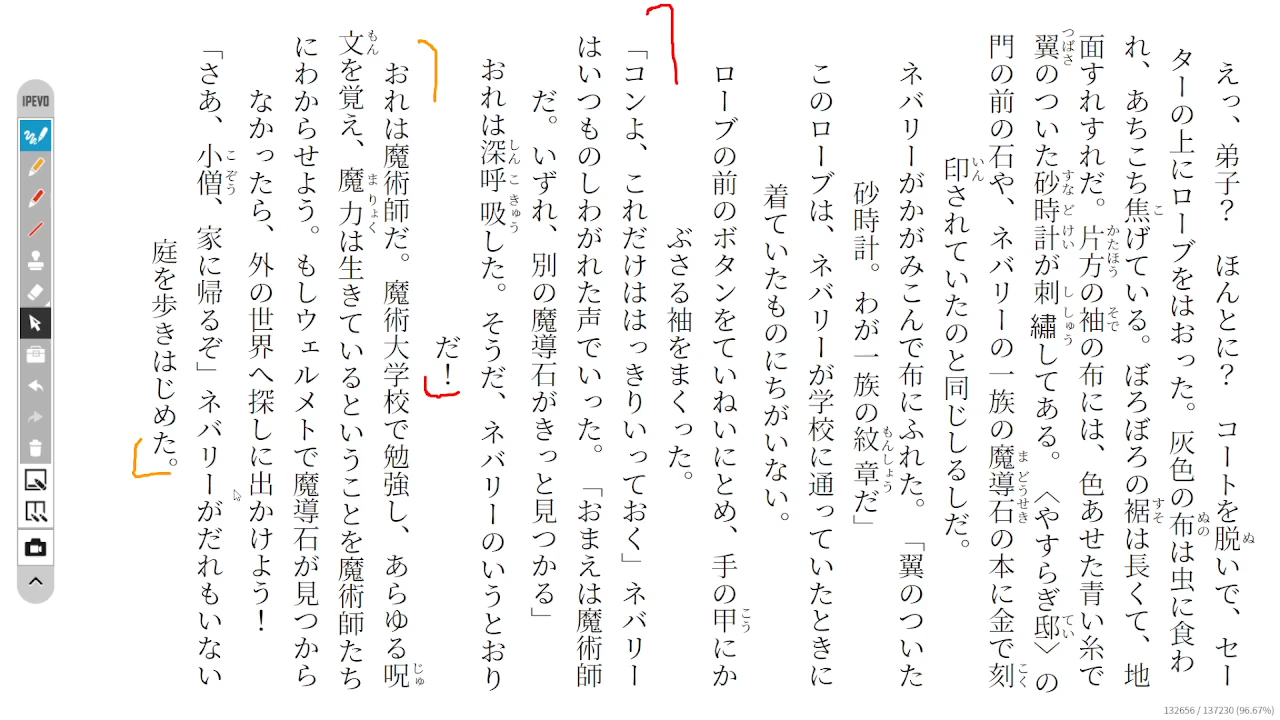 えっ、弟子？　ほんとに？　コートを脱いで、セー
ターの上にローブをはおった。灰色の布は虫に食わ
れ、あちこち焦げている。ぼろぼろの裾は長くて、地
面すれすれだ。片方の袖の布には、色あせた青い糸で
翼のついた砂時計が刺繡してある。〈やすらぎ邸〉の
門の前の石や、ネバリーの一族の魔導石の本に金で刻
印されていたのと同じしるしだ。
ネバリーがかがみこんで布にふれた。「翼のついた
砂時計。わが一族の紋章だ」
このローブは、ネバリーが学校に通っていたときに
着ていたものにちがいない。
ローブの前のボタンをていねいにとめ、手の甲にか
ぶさる袖をまくった。
「コンよ、これだけははっきりいっておく」ネバリー
はいつものしわがれた声でいった。「おまえは魔術師
だ。いずれ、別の魔導石がきっと見つかる」
おれは深呼吸した。そうだ、ネバリーのいうとおり
だ！
おれは魔術師だ。魔術大学校で勉強し、あらゆる呪
文を覚え、魔力は生きているということを魔術師たち
にわからせよう。もしウェルメトで魔導石が見つから
なかったら、外の世界へ探しに出かけよう！
「さあ、小僧、家に帰るぞ」ネバリーがだれもいない
庭を歩きはじめた。
IPEVO
132656 / 137230 (96.67%)